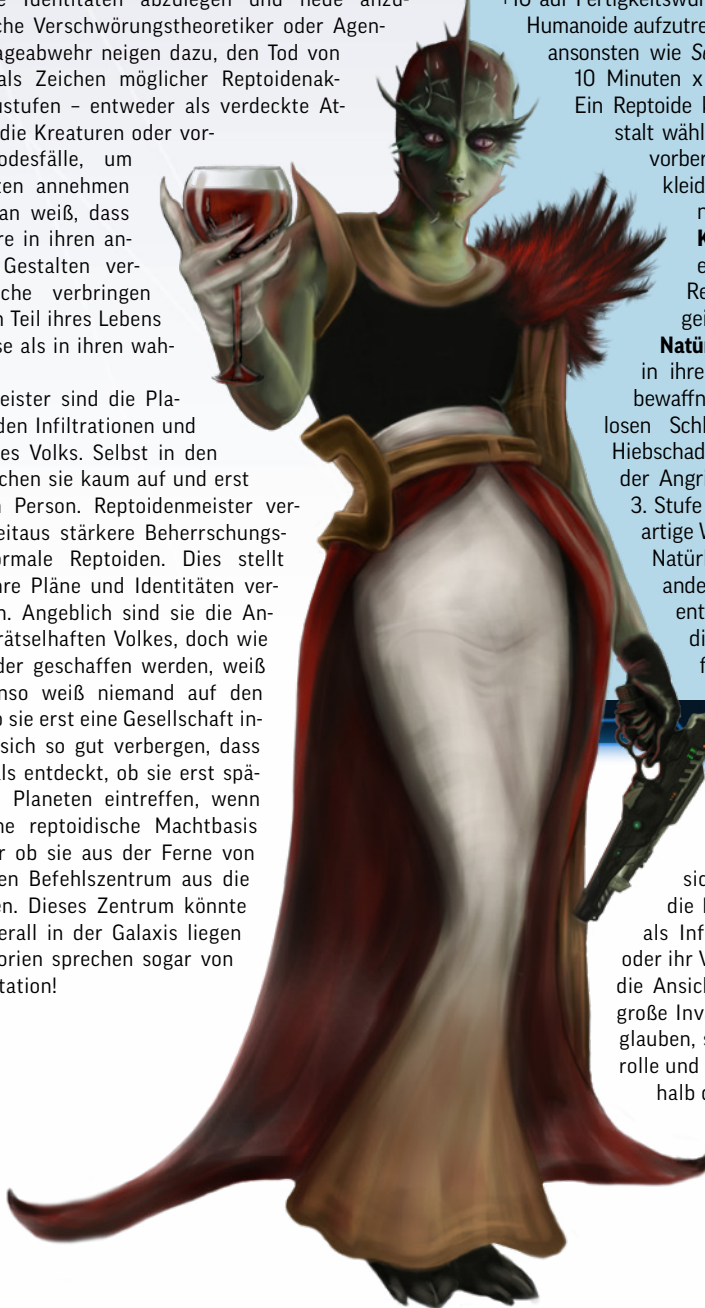 Identitäten abzulegen und neue anzu-
che Verschwörungstheoretiker oder Agen-
ageabwehr neigen dazu, den Tod von
als Zeichen möglicher Reptoidenak-
ustufen – entweder als verdeckte At-
die Kreaturen oder vor-
odesfälle, um
ten annehmen
an weiß, dass
re in ihren an-
Gestalten ver-
che verbringen
n Teil ihres Lebens
se als in ihren wah-
eister sind die Pla-
den Infiltrationen und
es Volks. Selbst in den
chen sie kaum auf und erst
n Person. Reptoidenmeister ver-
eitaus stärkere Beherrschungs-
ormale Reptoiden. Dies stellt
hre Pläne und Identitäten ver-
n. Angeblich sind sie die An-
rätselhaften Volkes, doch wie
der geschaffen werden, weiß
nso weiß niemand auf den
o sie erst eine Gesellschaft in-
sich so gut verbergen, dass
ls entdeckt, ob sie erst spä-
Planeten eintreffen, wenn
ne reptoidische Machtbasis
r ob sie aus der Ferne von
en Befehlszentrum aus die
en. Dieses Zentrum könnte
erall in der Galaxis liegen
orien sprechen sogar von
tation!
auf Fertigkeitswür
Humanoide aufzutre
ansonsten wie Se
10 Minuten x
Ein Reptoide k
stalt wähl
vorber
kleid
n
K
e
Re
gei
Natür
in ihre
bewaffn
losen Schl
Hiebschad
der Angri
3. Stufe
artige W
Natür
ande
ent
di
f
sic
die
als Inf
oder ihr V
die Ansich
große Inv
glauben, s
rolle und
halb d